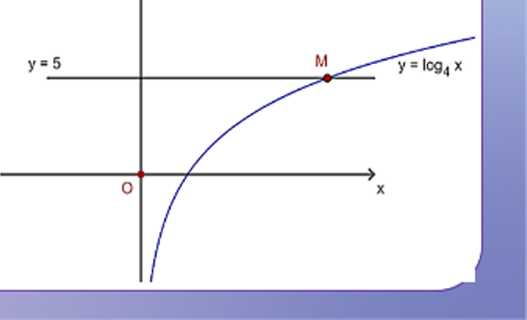 M
y = 5
y = log₄ x
O
x